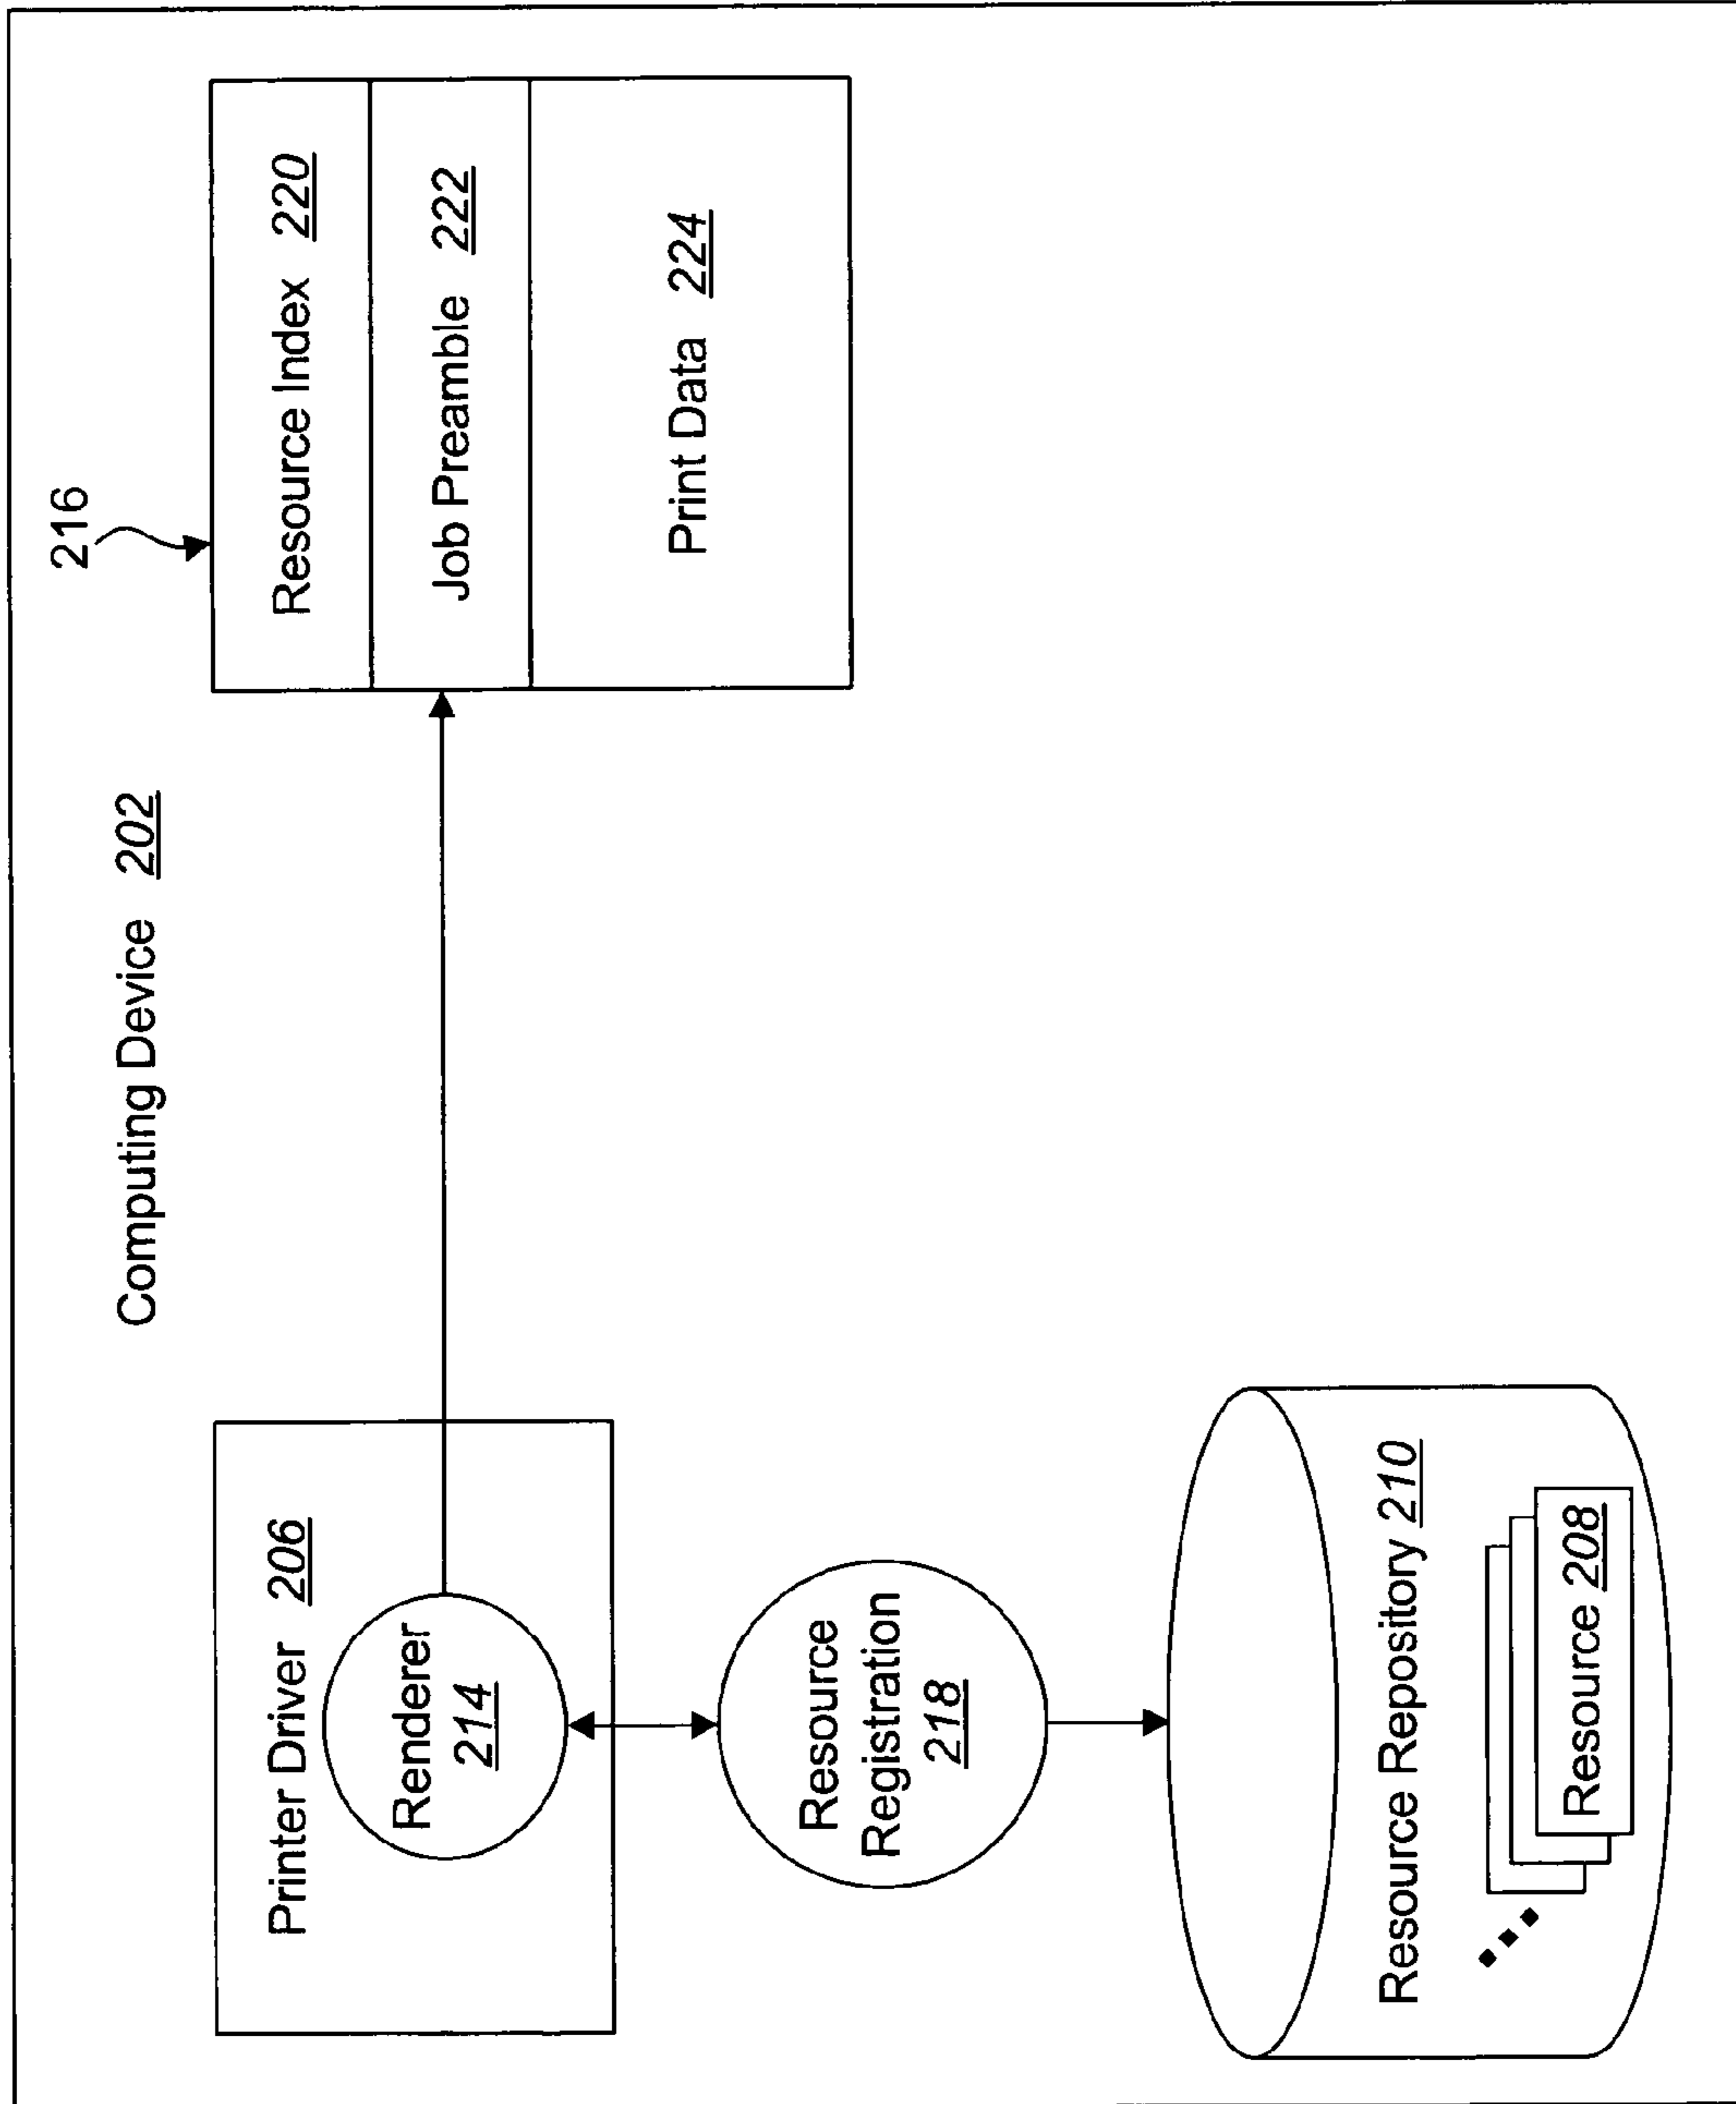 Computing Device 202
216
Printer Driver 206
Renderer
214
Resource
Registration
218
Resource Repository 210
Resource 208
Resource Index 220
Job Preamble 222
Print Data 224